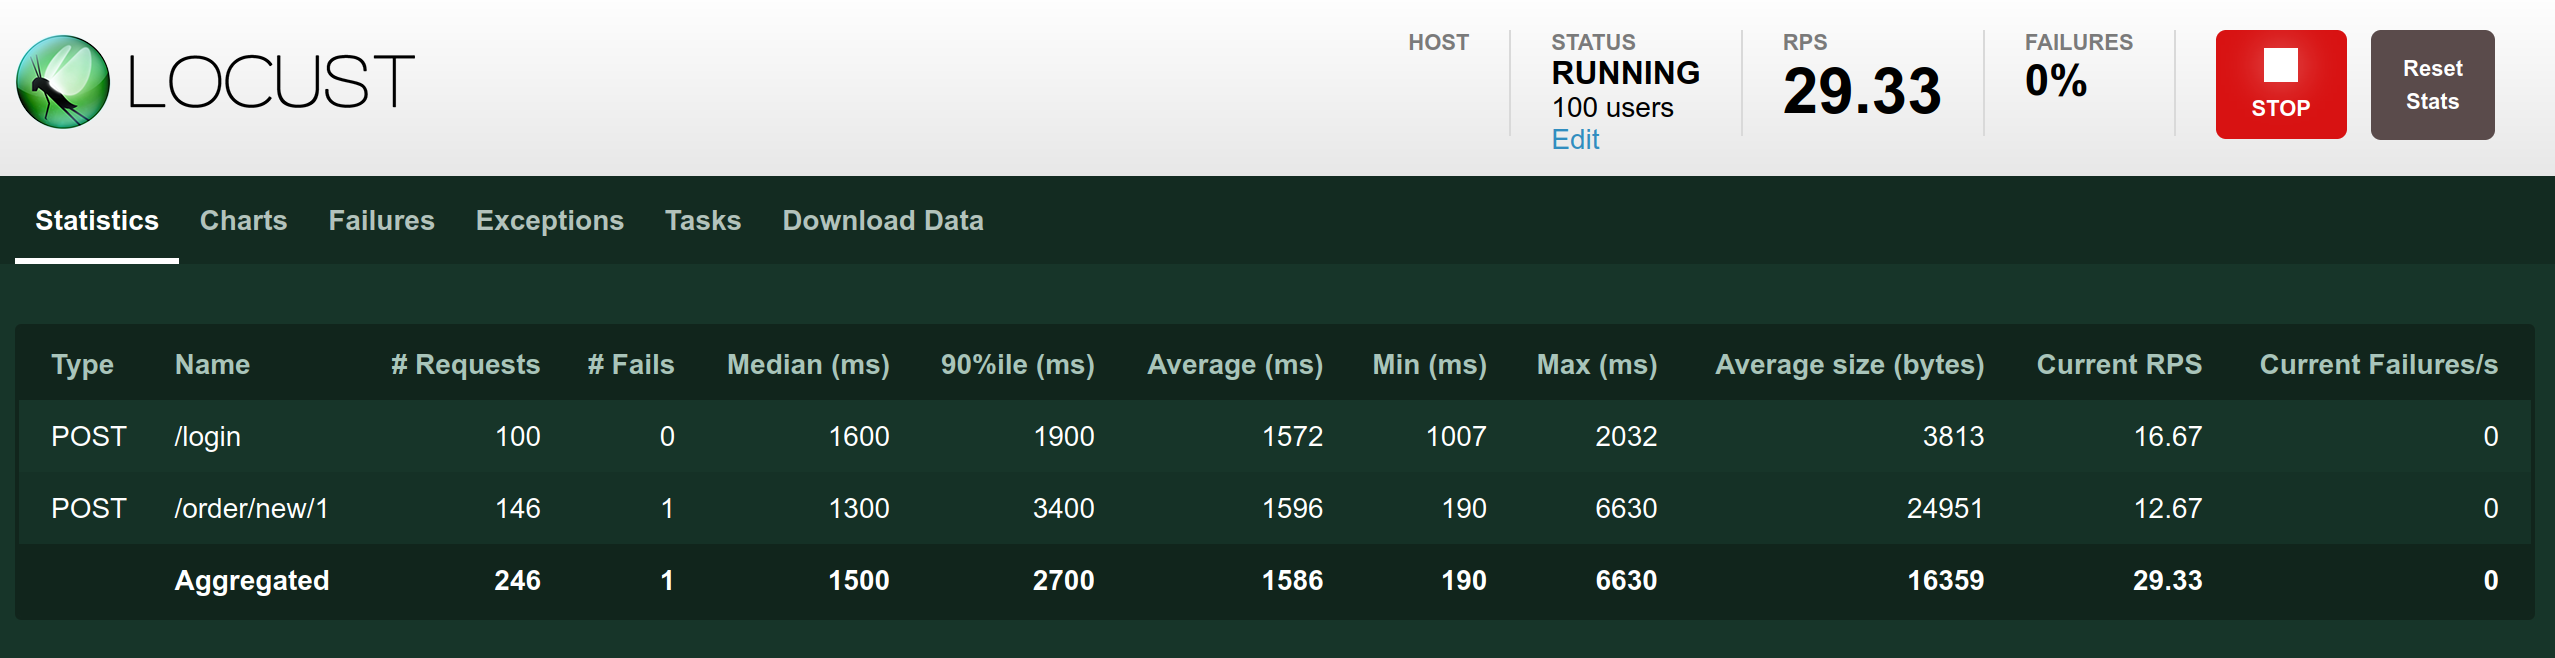 LOCUST
HOST
STATUS
RUNNING
100 users
Edit
RPS
29.33
FAILURES
0%
STOP
Reset
Stats
Statistics Charts Failures Exceptions Tasks Download Data
Type Name # Requests # Fails Median (ms) 90%ile (ms) Average (ms) Min (ms) Max (ms) Average size (bytes) Current RPS Current Failures/s
POST /login 100 0 1600 1900 1572 1007 2032 3813 16.67 0
POST /order/new/1 146 1 1300 3400 1596 190 6630 24951 12.67 0
Aggregated 246 1 1500 2700 1586 190 6630 16359 29.33 0